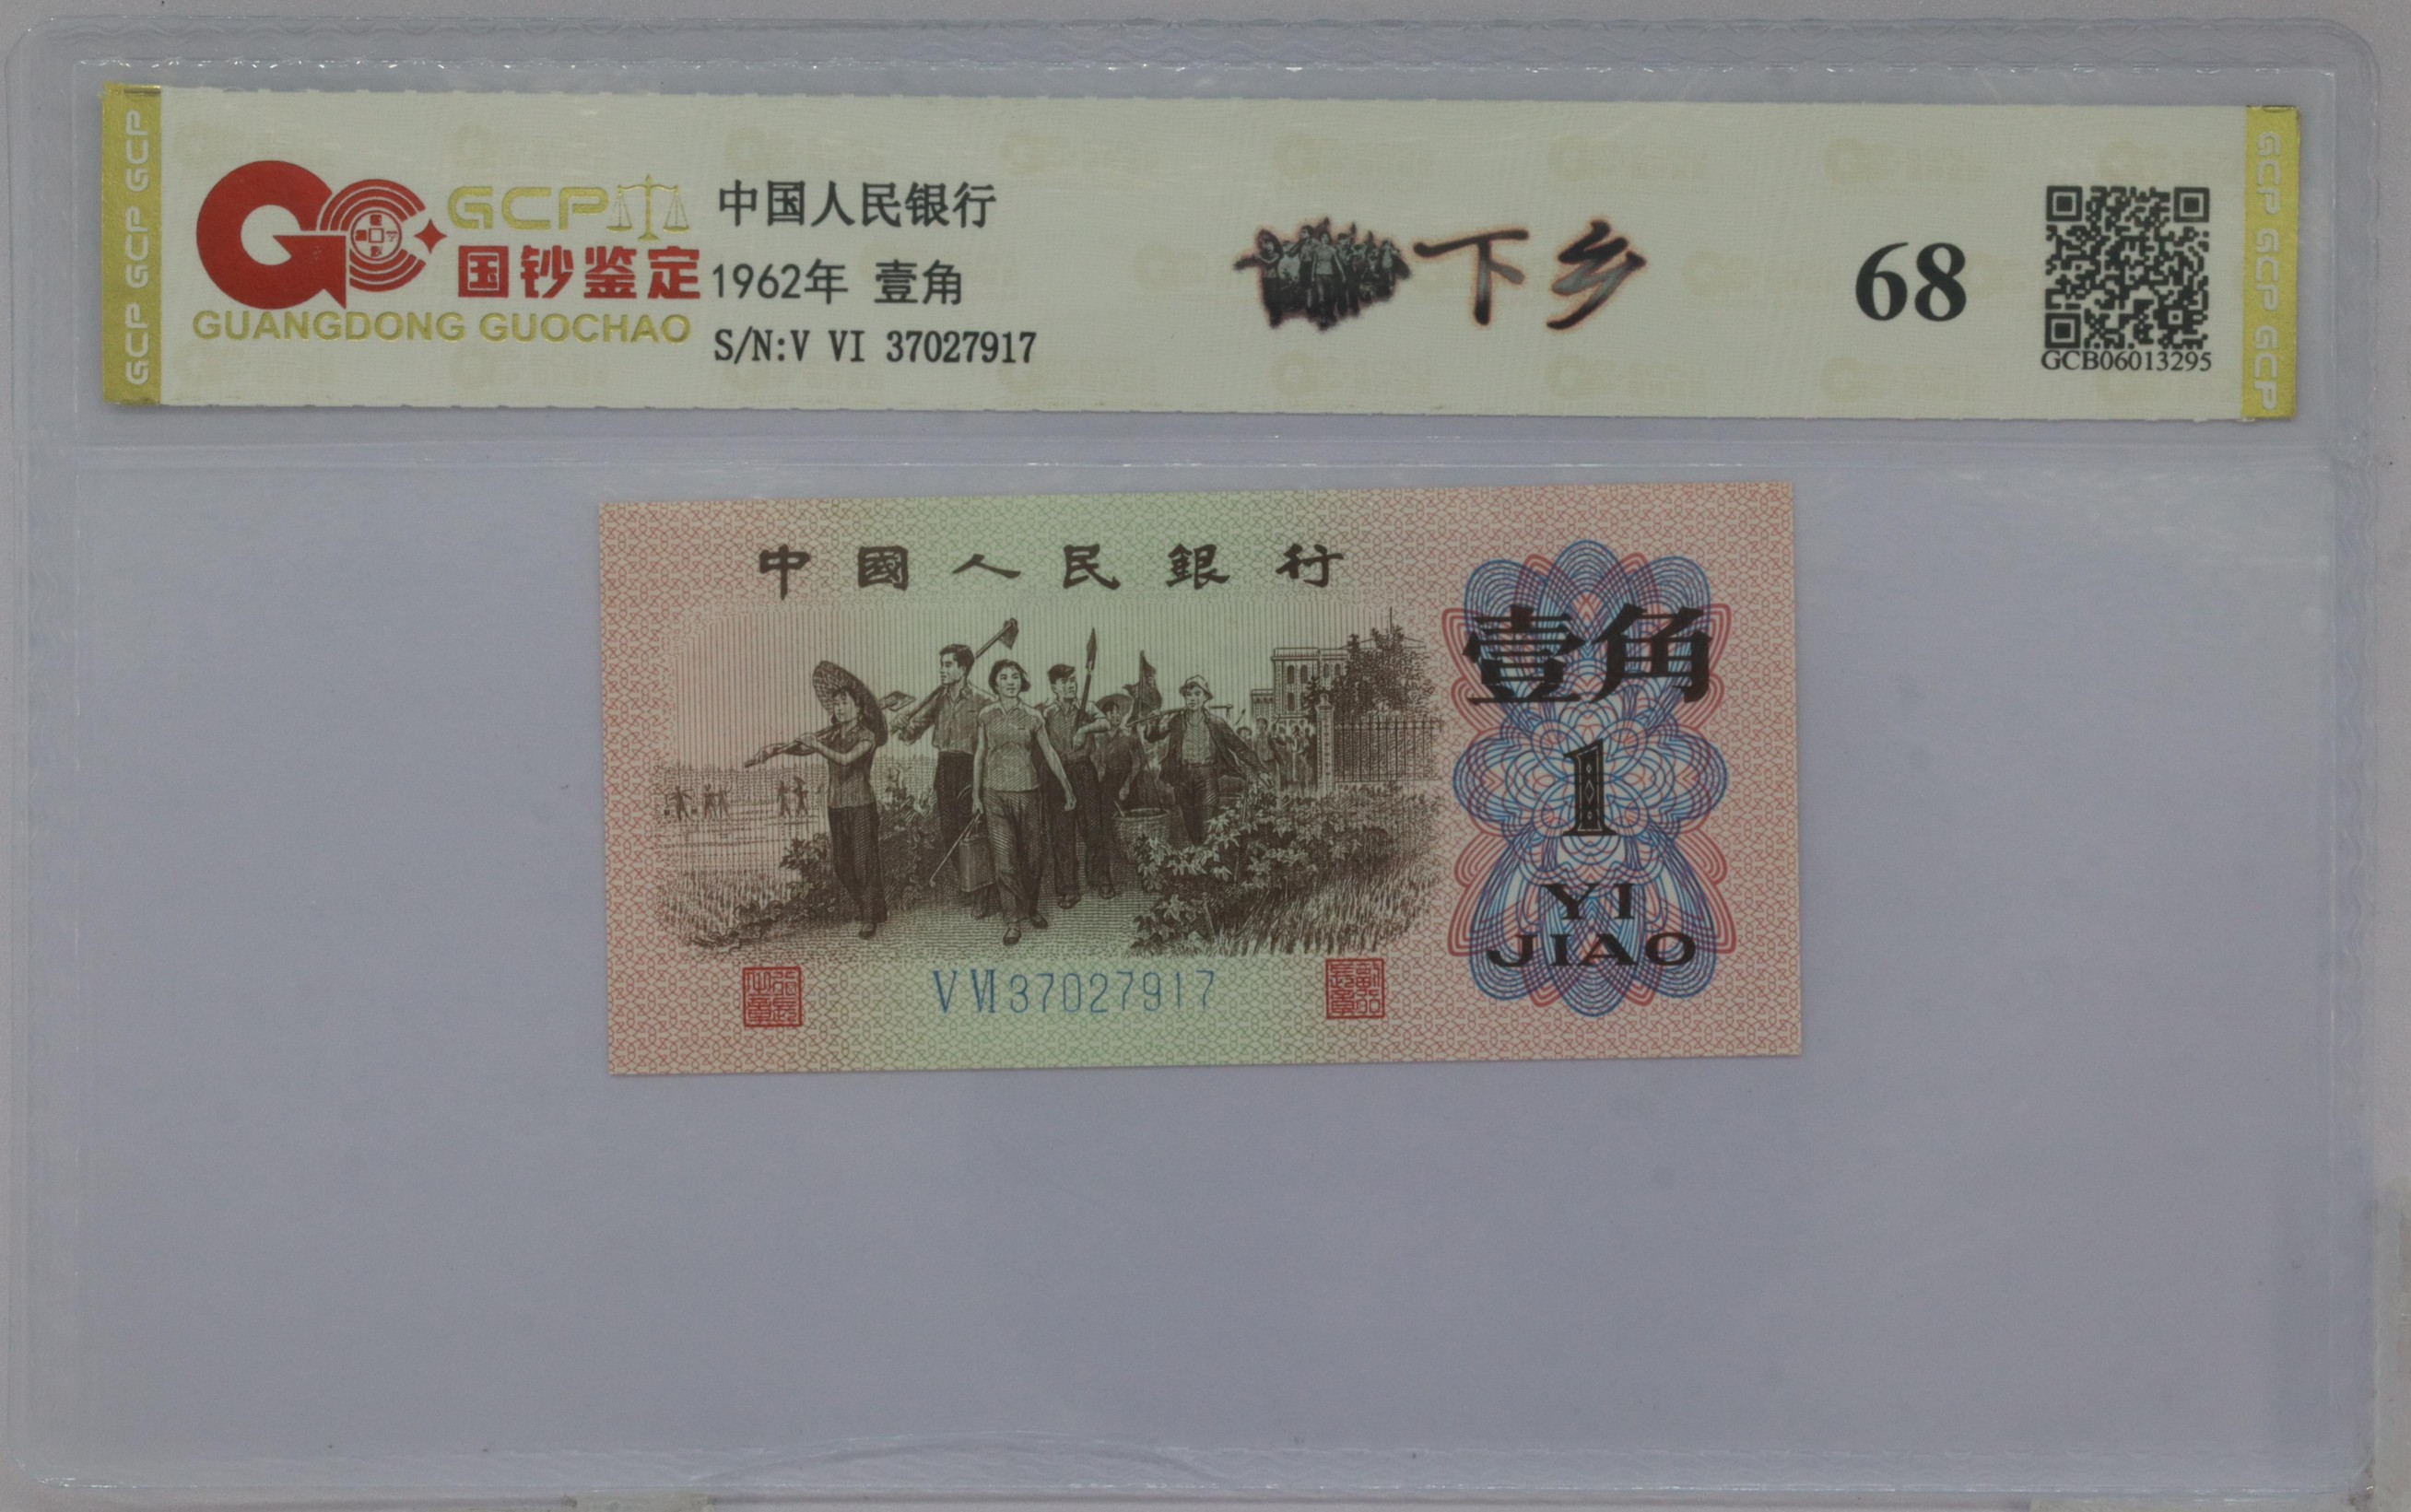 GCP GCP GCP
GCP
国钞鉴定
GUANGDONG GUOCHAO
中国人民银行
1962年 壹角
S/N:V VI 37027917
下乡
68
GCB06013295
GCP GCP GCP
中國人民銀行
壹角
1
YI
JIAO
V VI 37027917